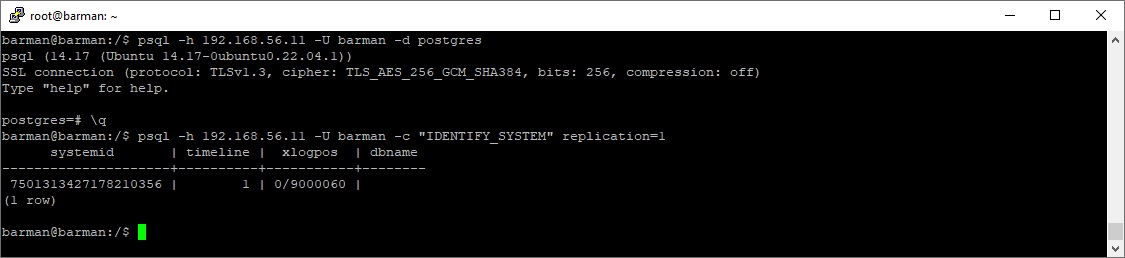 root@barman: ~
barman@barman:/$ psql -h 192.168.56.11 -U barman -d postgres
psql (14.17 (Ubuntu 14.17-0ubuntu0.22.04.1))
SSL connection (protocol: TLSv1.3, cipher: TLS_AES_256_GCM_SHA384, bits: 256, compression: off)
Type "help" for help.
postgres=# \q
barman@barman:/$ psql -h 192.168.56.11 -U barman -c "IDENTIFY_SYSTEM" replication=1
      systemid       | timeline |  xlogpos  | dbname
---------------------+----------+-----------+--------
 7501313427178210356 |        1 | 0/9000060 |
(1 row)
barman@barman:/$